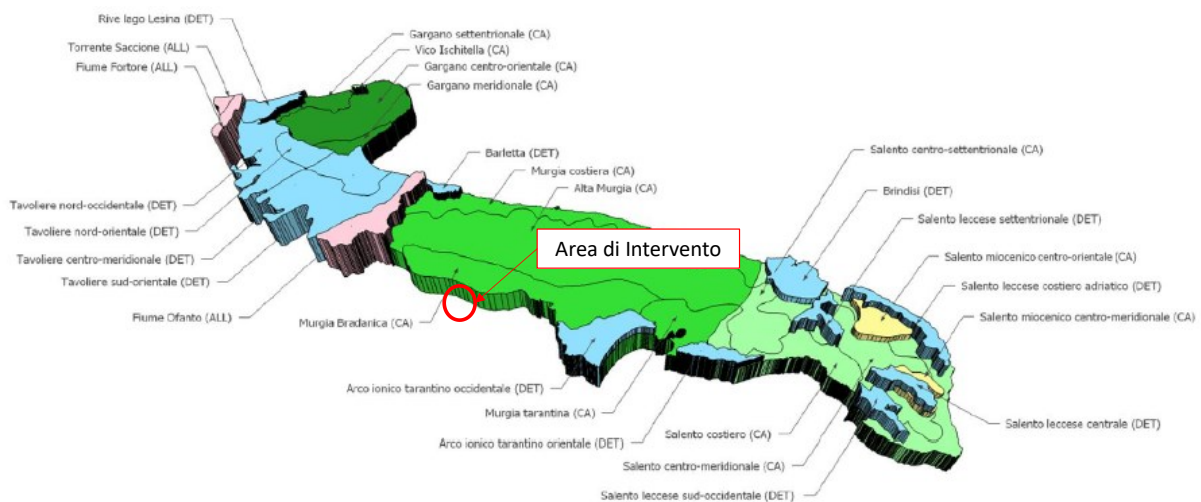 Rive lago Lesina (DET)
Torrente Saccione (ALL)
Fiume Fortore (ALL)
Gargano settentrionale (CA)
Vico Ischitella (CA)
Gargano centro-orientale (CA)
Gargano meridionale (CA)
Barletta (DET)
Murgia costiera (CA)
Alta Murgia (CA)
Salento centro-settentrionale (CA)
Brindisi (DET)
Salento leccese settentrionale (DET)
Salento miocenico centro-orientale (CA)
Salento leccese costiero adriatico (DET)
Salento miocenico centro-meridionale (CA)
Tavoliere nord-occidentale (DET)
Tavoliere nord-orientale (DET)
Tavoliere centro-meridionale (DET)
Tavoliere sud-orientale (DET)
Fiume Ofanto (ALL)
Area di Intervento
Murgia Bradanica (CA)
Arco ionico tarantino occidentale (DET)
Murgia tarantina (CA)
Arco ionico tarantino orientale (DET)
Salento costiero (CA)
Salento centro-meridionale (CA)
Salento leccese sud-occidentale (DET)
Salento leccese centrale (DET)